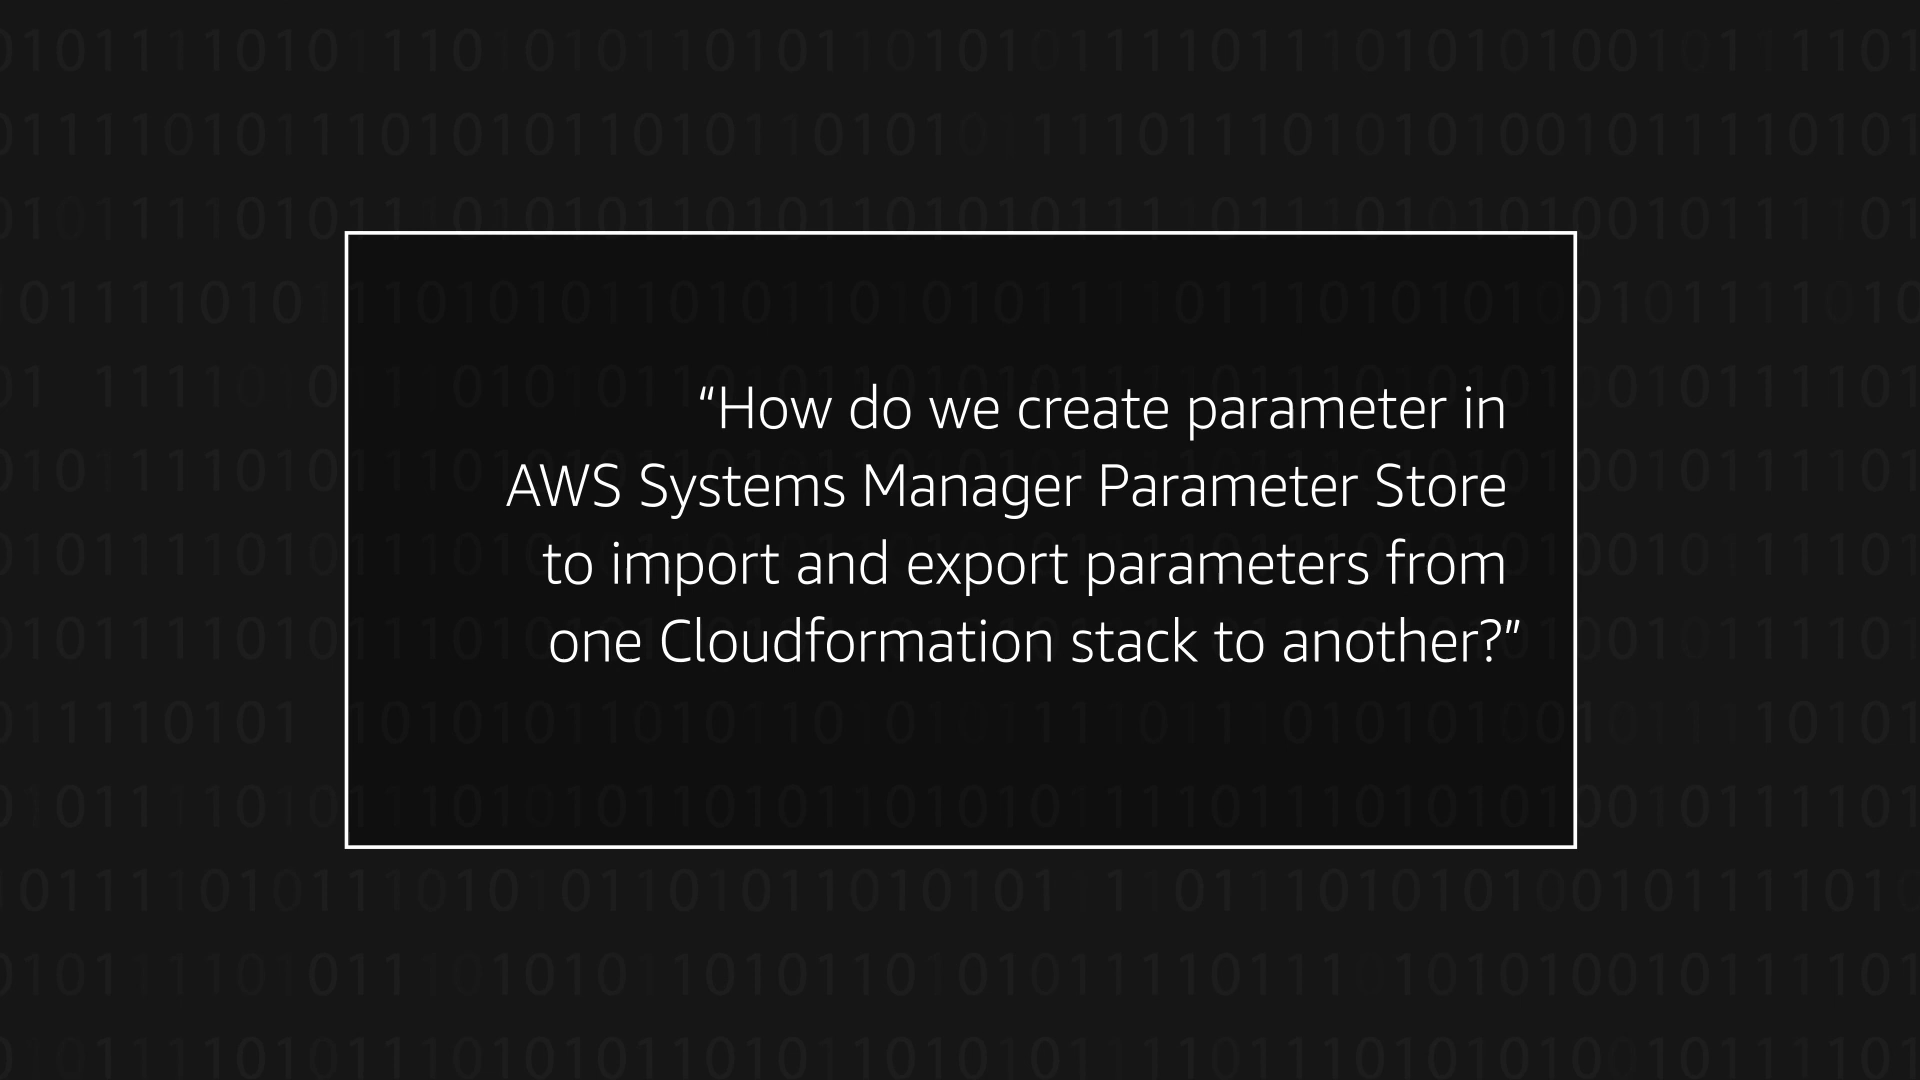 “How do we create parameter in
AWS Systems Manager Parameter Store
to import and export parameters from
one Cloudformation stack to another?”